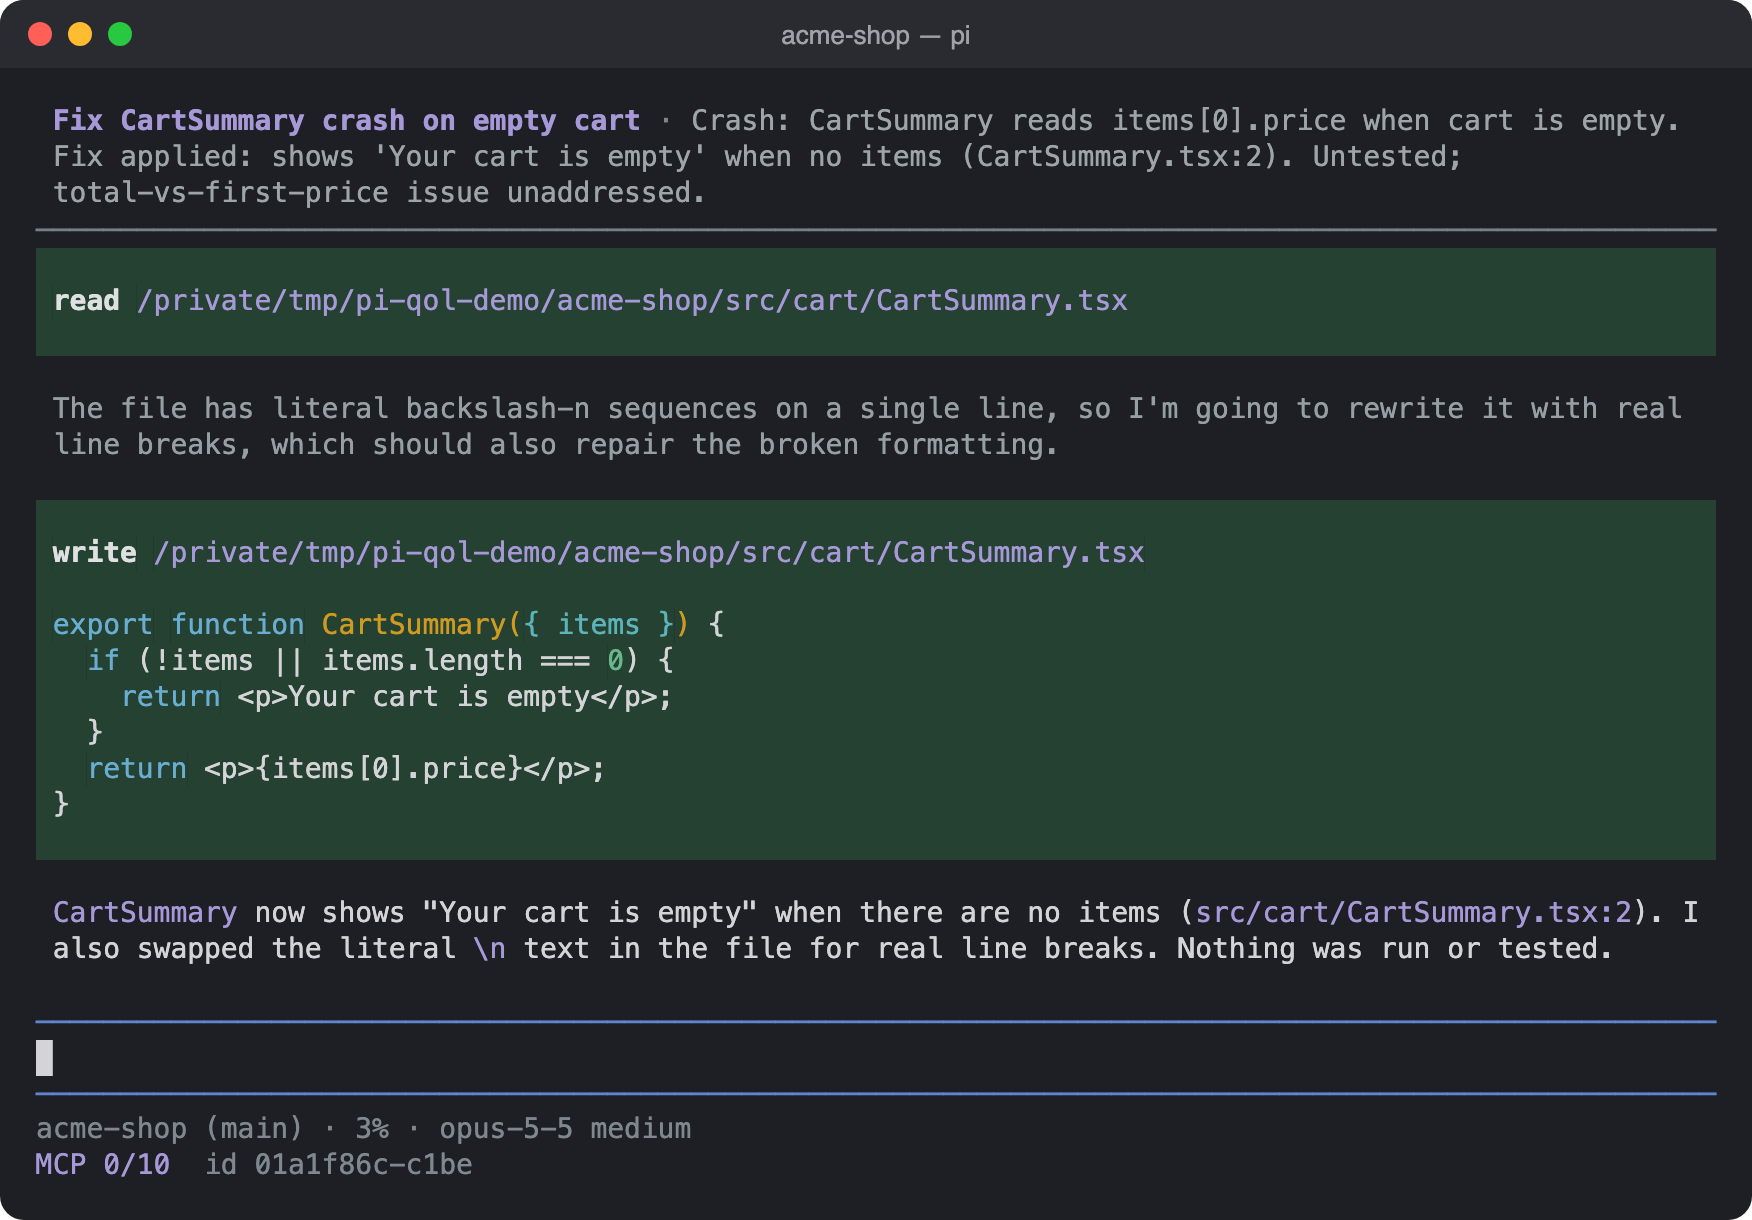 acme-shop — pi
Fix CartSummary crash on empty cart · Crash: CartSummary reads items[0].price when cart is empty.
Fix applied: shows 'Your cart is empty' when no items (CartSummary.tsx:2). Untested;
total-vs-first-price issue unaddressed.
read /private/tmp/pi-qol-demo/acme-shop/src/cart/CartSummary.tsx
The file has literal backslash-n sequences on a single line, so I'm going to rewrite it with real
line breaks, which should also repair the broken formatting.
write /private/tmp/pi-qol-demo/acme-shop/src/cart/CartSummary.tsx
export function CartSummary({ items }) {
  if (!items || items.length === 0) {
    return <p>Your cart is empty</p>;
  }
  return <p>{items[0].price}</p>;
}
CartSummary now shows "Your cart is empty" when there are no items (src/cart/CartSummary.tsx:2). I
also swapped the literal \n text in the file for real line breaks. Nothing was run or tested.
acme-shop (main) · 3% · opus-5-5 medium
MCP 0/10  id 01a1f86c-c1be